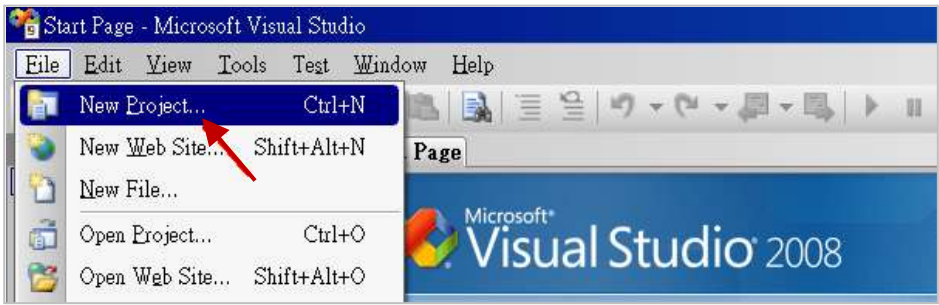 Start Page - Microsoft Visual Studio
File Edit View Tools Test Window Help
New Project... Ctrl+N
New Web Site... Shift+Alt+N
Page
New File...
Open Project... Ctrl+O
Open Web Site... Shift+Alt+O
Microsoft
Visual Studio 2008